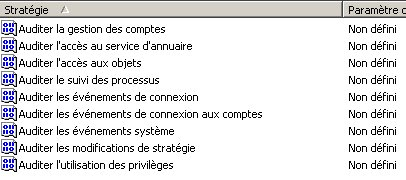 Stratégie Paramètre
Auditer la gestion des comptes Non défini
Auditer l'accès au service d'annuaire Non défini
Auditer l'accès aux objets Non défini
Auditer le suivi des processus Non défini
Auditer les événements de connexion Non défini
Auditer les événements de connexion aux comptes Non défini
Auditer les événements système Non défini
Auditer les modifications de stratégie Non défini
Auditer l'utilisation des privilèges Non défini